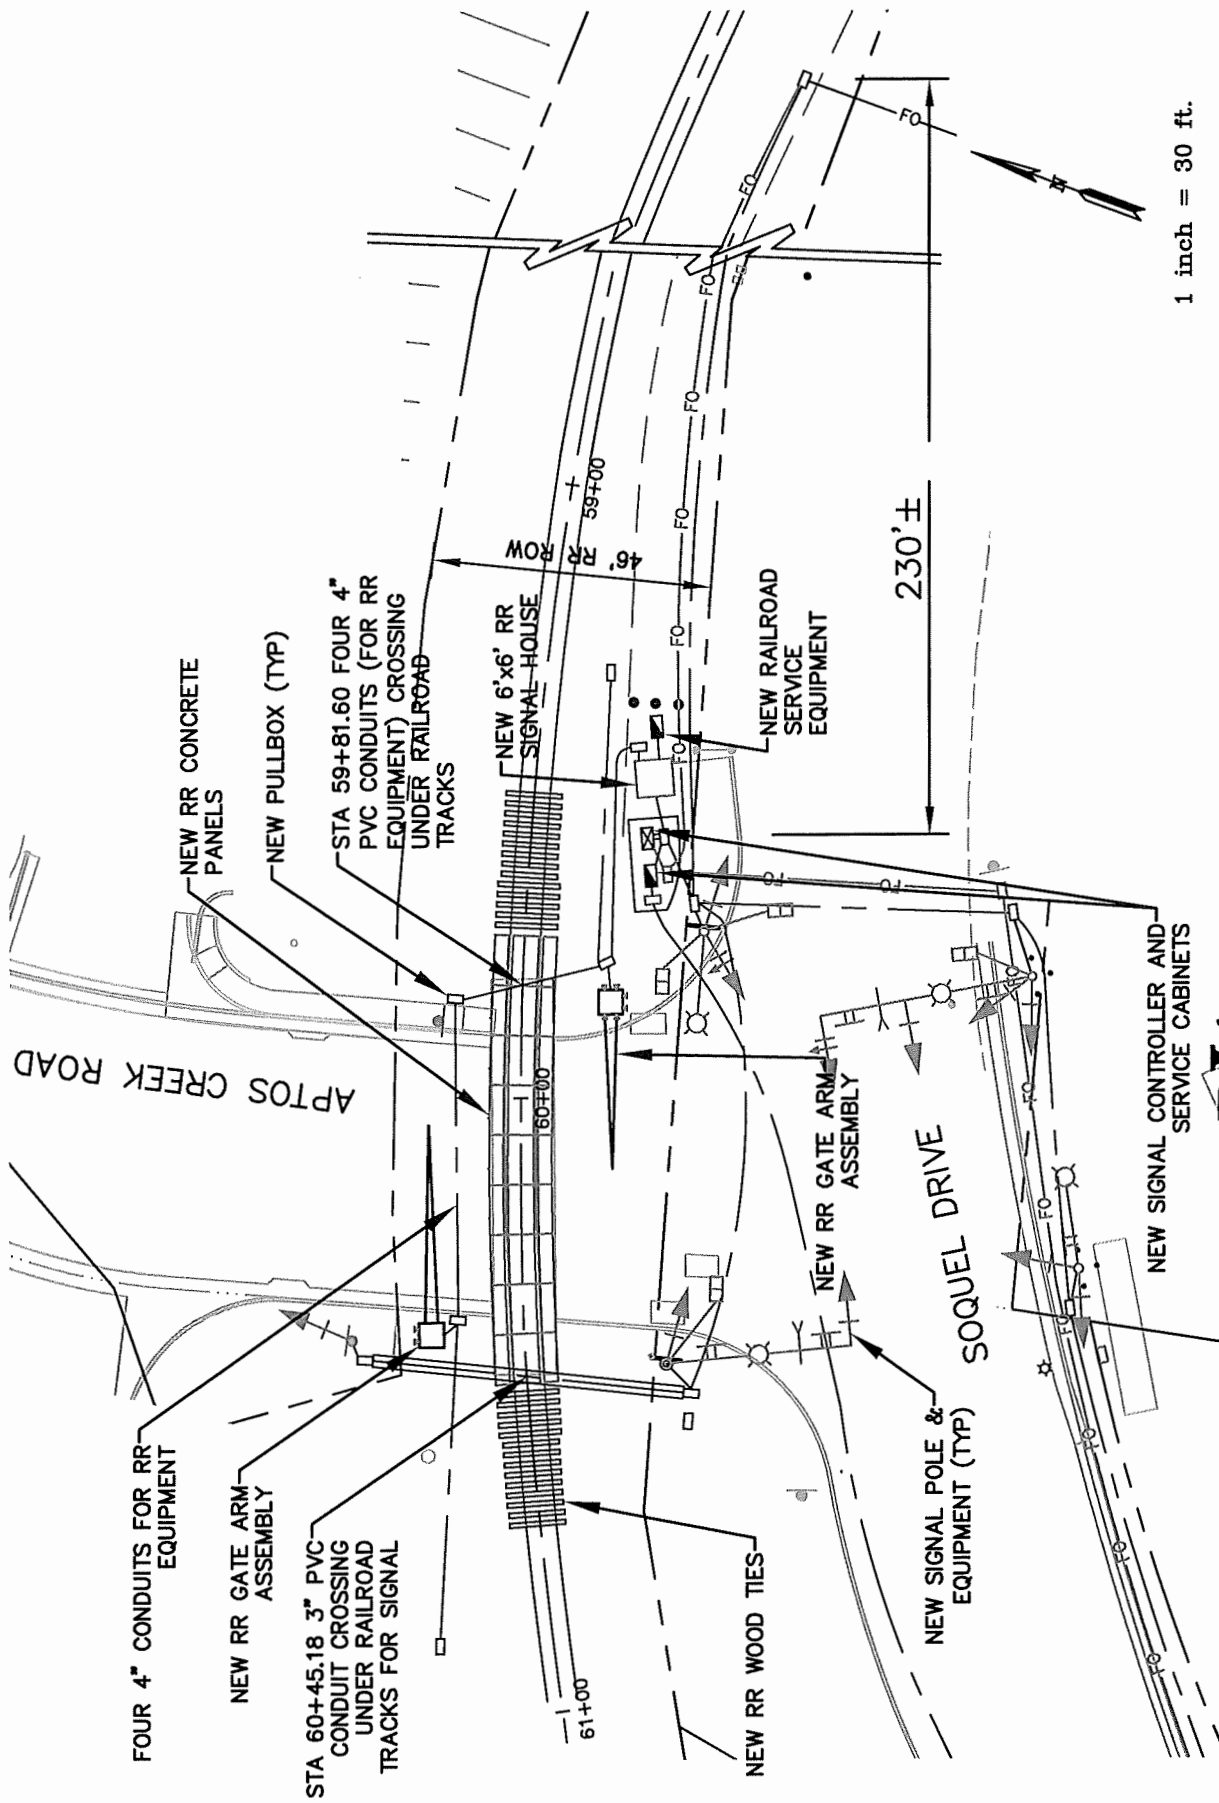 FOUR 4" CONDUITS FOR RR
EQUIPMENT
NEW RR GATE ARM
ASSEMBLY
STA 60+45.18 3" PVC
CONDUIT CROSSING
UNDER RAILROAD
TRACKS FOR SIGNAL
APTOS CREEK ROAD
NEW RR CONCRETE
PANELS
NEW PULLBOX (TYP)
STA 59+81.60 FOUR 4"
PVC CONDUITS (FOR RR
EQUIPMENT) CROSSING
UNDER RAILROAD
TRACKS
NEW 6'x6' RR
SIGNAL HOUSE
46' RR ROW
59+00
60+00
61+00
NEW RAILROAD
SERVICE
EQUIPMENT
NEW RR GATE ARM
ASSEMBLY
NEW RR WOOD TIES
NEW SIGNAL POLE &
EQUIPMENT (TYP)
SOQUEL DRIVE
230'±
NEW SIGNAL CONTROLLER AND
SERVICE CABINETS
FO
FO
FO
FO
FO
FO
FO
FO
FO
FO
FO
FO
FO
FO
N
1 inch = 30 ft.